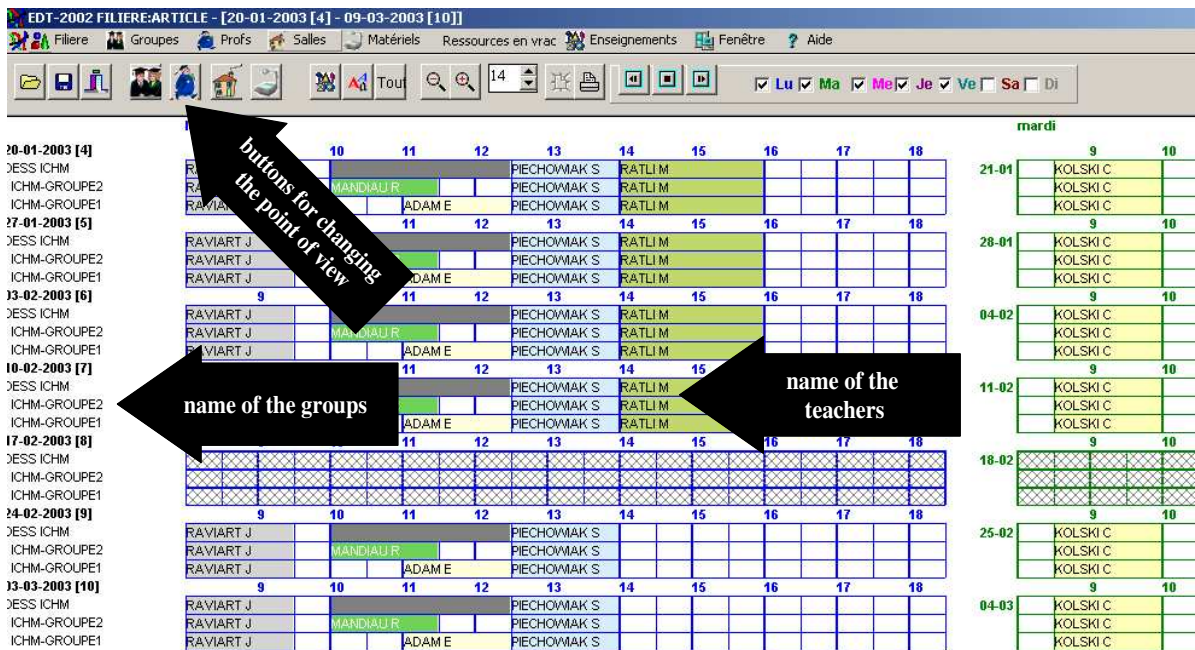 EDT-2002 FILIERE:ARTICLE - [20-01-2003 [4] - 09-03-2003 [10]]
Filiere Groupes Profs Salles Matériels Ressources en vrac Enseignements Fenêtre ? Aide
Tout 14 Lu Ma Me Je Ve Sa Di
mardi
20-01-2003 [4] 10 11 12 13 14 15 16 17 18 9 10
DESS ICHM PIECHOWIAK S RATLI M 21-01 KOLSKI C
ICHM-GROUPE2 MANDIAU R PIECHOWIAK S RATLI M KOLSKI C
ICHM-GROUPE1 RAVIART ADAM E PIECHOWIAK S RATLI M KOLSKI C
buttons for changing
the point of view
27-01-2003 [5] 11 12 13 14 15 16 17 18 9 10
DESS ICHM RAVIART J PIECHOWIAK S RATLI M 28-01 KOLSKI C
ICHM-GROUPE2 RAVIART J PIECHOWIAK S RATLI M KOLSKI C
ICHM-GROUPE1 RAVIART J ADAM E PIECHOWIAK S RATLI M KOLSKI C
03-02-2003 [6] 9 11 12 13 14 15 16 17 18 9 10
DESS ICHM RAVIART J PIECHOWIAK S RATLI M 04-02 KOLSKI C
ICHM-GROUPE2 RAVIART J MANDIAU R PIECHOWIAK S RATLI M KOLSKI C
ICHM-GROUPE1 RAVIART J ADAM E PIECHOWIAK S RATLI M KOLSKI C
10-02-2003 [7] 11 12 13 14 15 16 17 18 9 10
DESS ICHM PIECHOWIAK S RATLI M 11-02 KOLSKI C
ICHM-GROUPE2 PIECHOWIAK S RATLI M KOLSKI C
ICHM-GROUPE1 ADAM E PIECHOWIAK S RATLI M KOLSKI C
name of the groups
name of the
teachers
17-02-2003 [8] 9 10 11 12 13 14 15 16 17 18 9 10
DESS ICHM 18-02
ICHM-GROUPE2
ICHM-GROUPE1
24-02-2003 [9] 9 10 11 12 13 14 15 16 17 18 9 10
DESS ICHM RAVIART J PIECHOWIAK S 25-02 KOLSKI C
ICHM-GROUPE2 RAVIART J MANDIAU R PIECHOWIAK S KOLSKI C
ICHM-GROUPE1 RAVIART J ADAM E PIECHOWIAK S KOLSKI C
03-03-2003 [10] 9 10 11 12 13 14 15 16 17 18 9 10
DESS ICHM RAVIART J PIECHOWIAK S 04-03 KOLSKI C
ICHM-GROUPE2 RAVIART J MANDIAU R PIECHOWIAK S KOLSKI C
ICHM-GROUPE1 RAVIART J ADAM E PIECHOWIAK S KOLSKI C